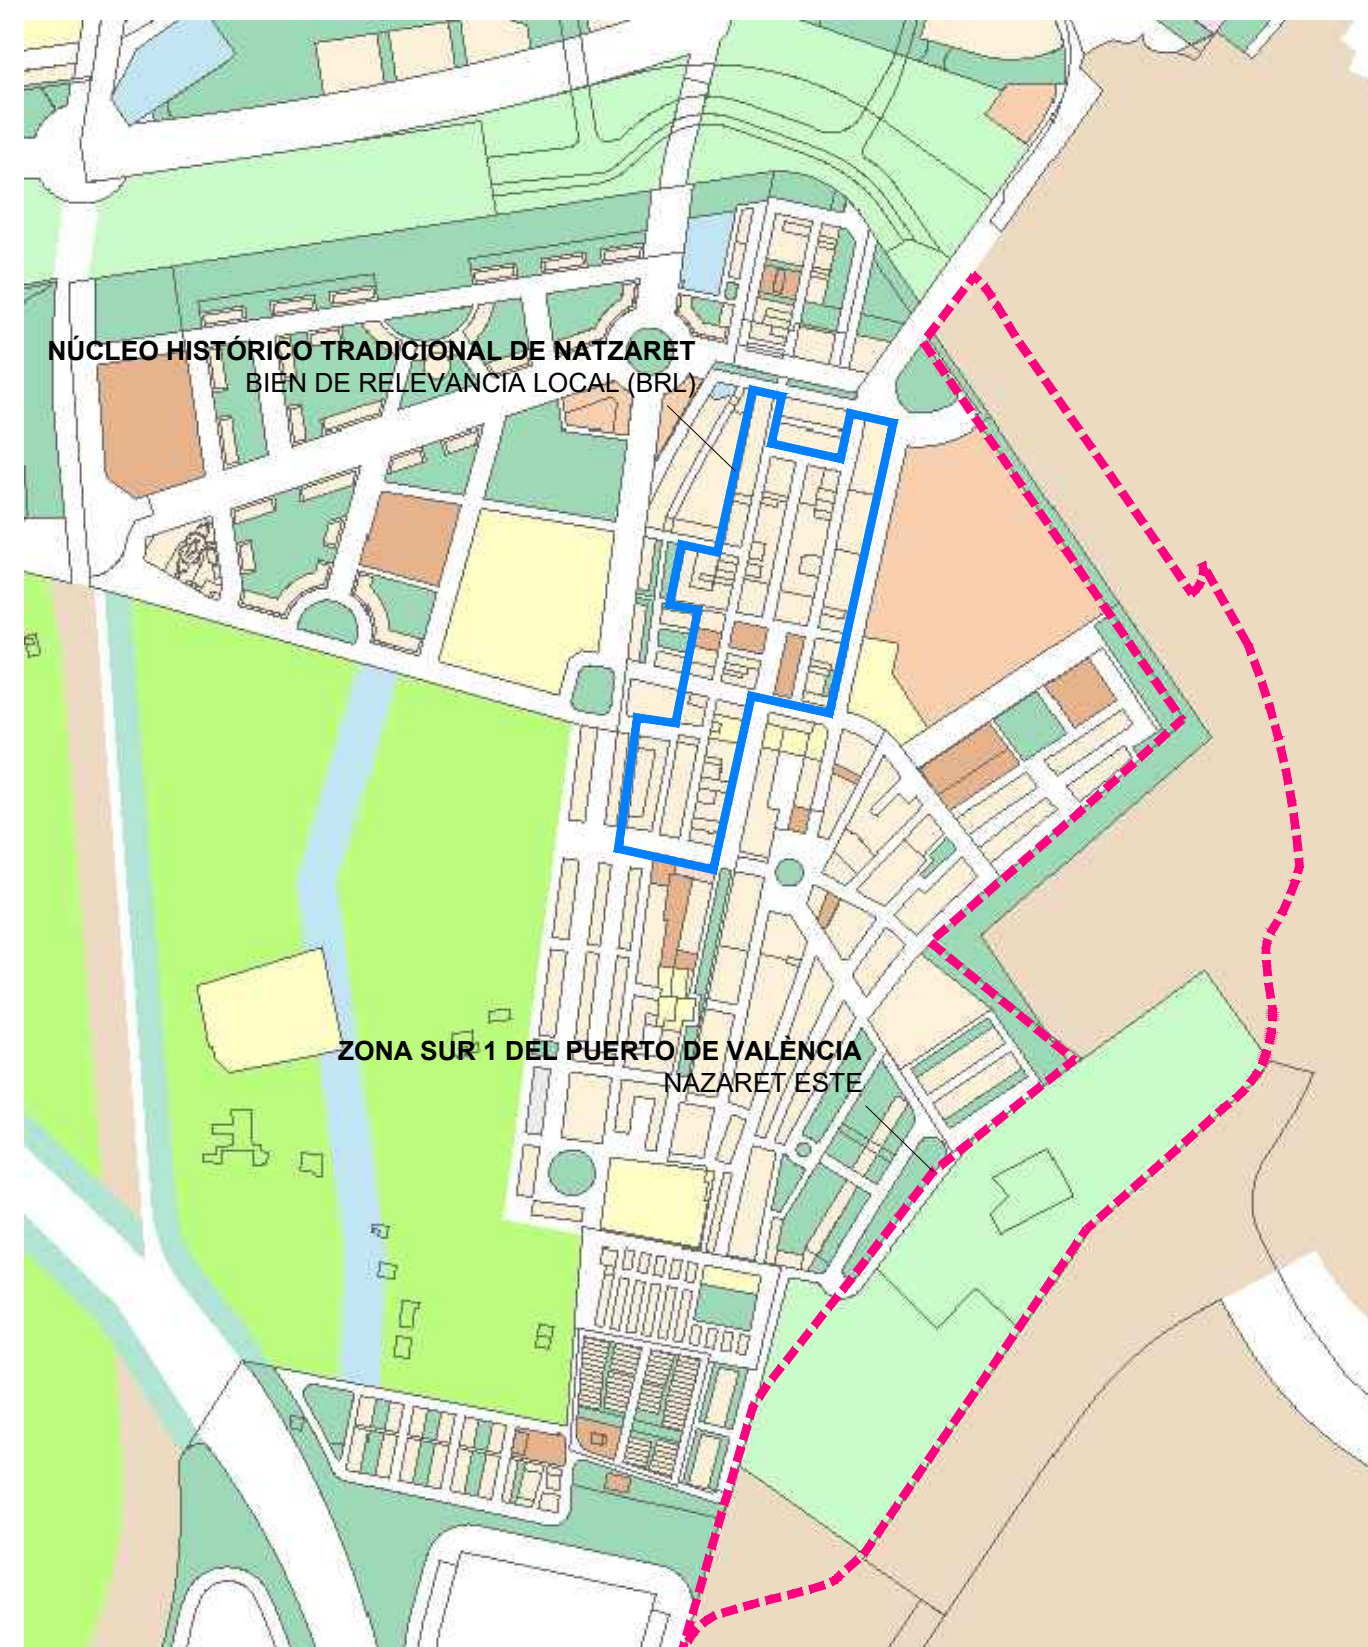 NÚCLEO HISTÓRICO TRADICIONAL DE NATZARET
BIEN DE RELEVANCIA LOCAL (BRL)
ZONA SUR 1 DEL PUERTO DE VALÈNCIA
NAZARET ESTE